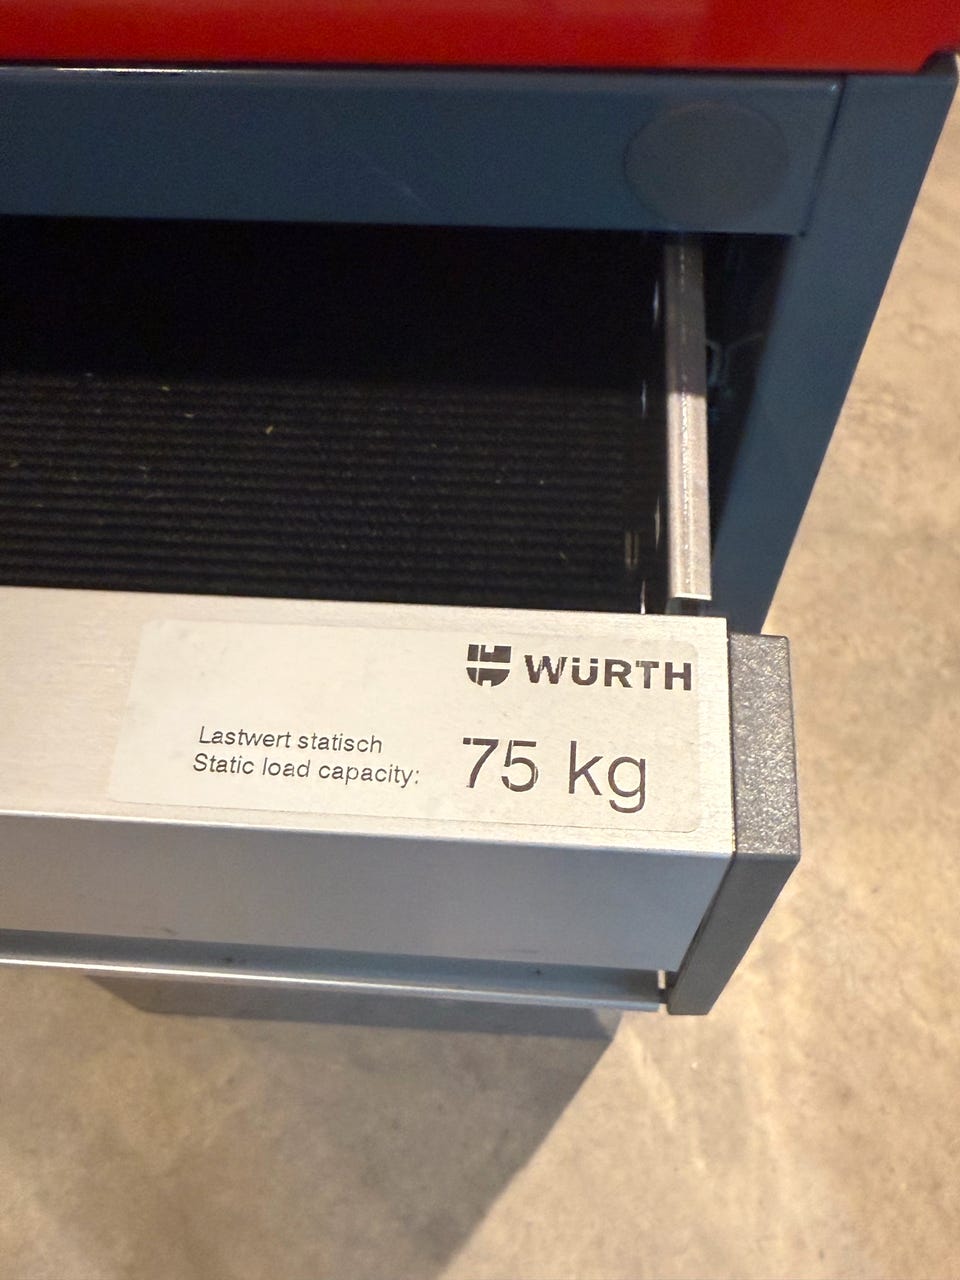 WÜRTH
Lastwert statisch
Static load capacity:
75 kg